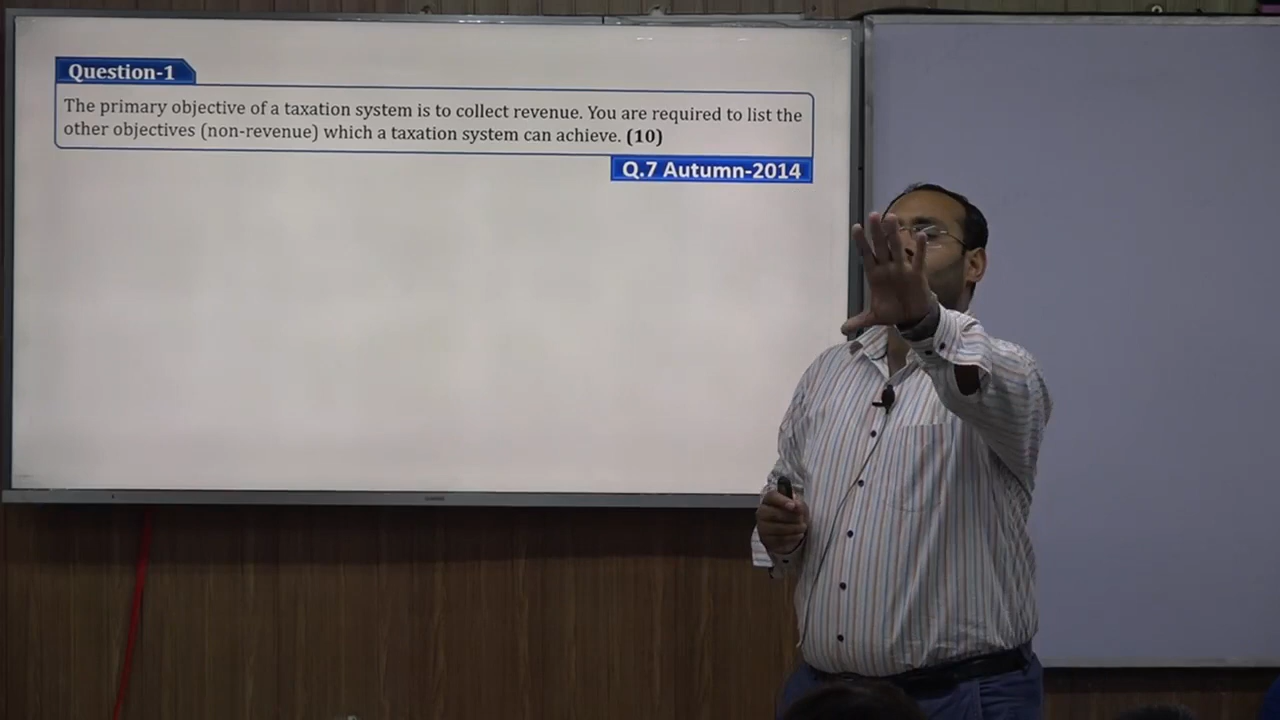 Question-1
The primary objective of a taxation system is to collect revenue. You are required to list the
other objectives (non-revenue) which a taxation system can achieve. (10)
Q.7 Autumn-2014